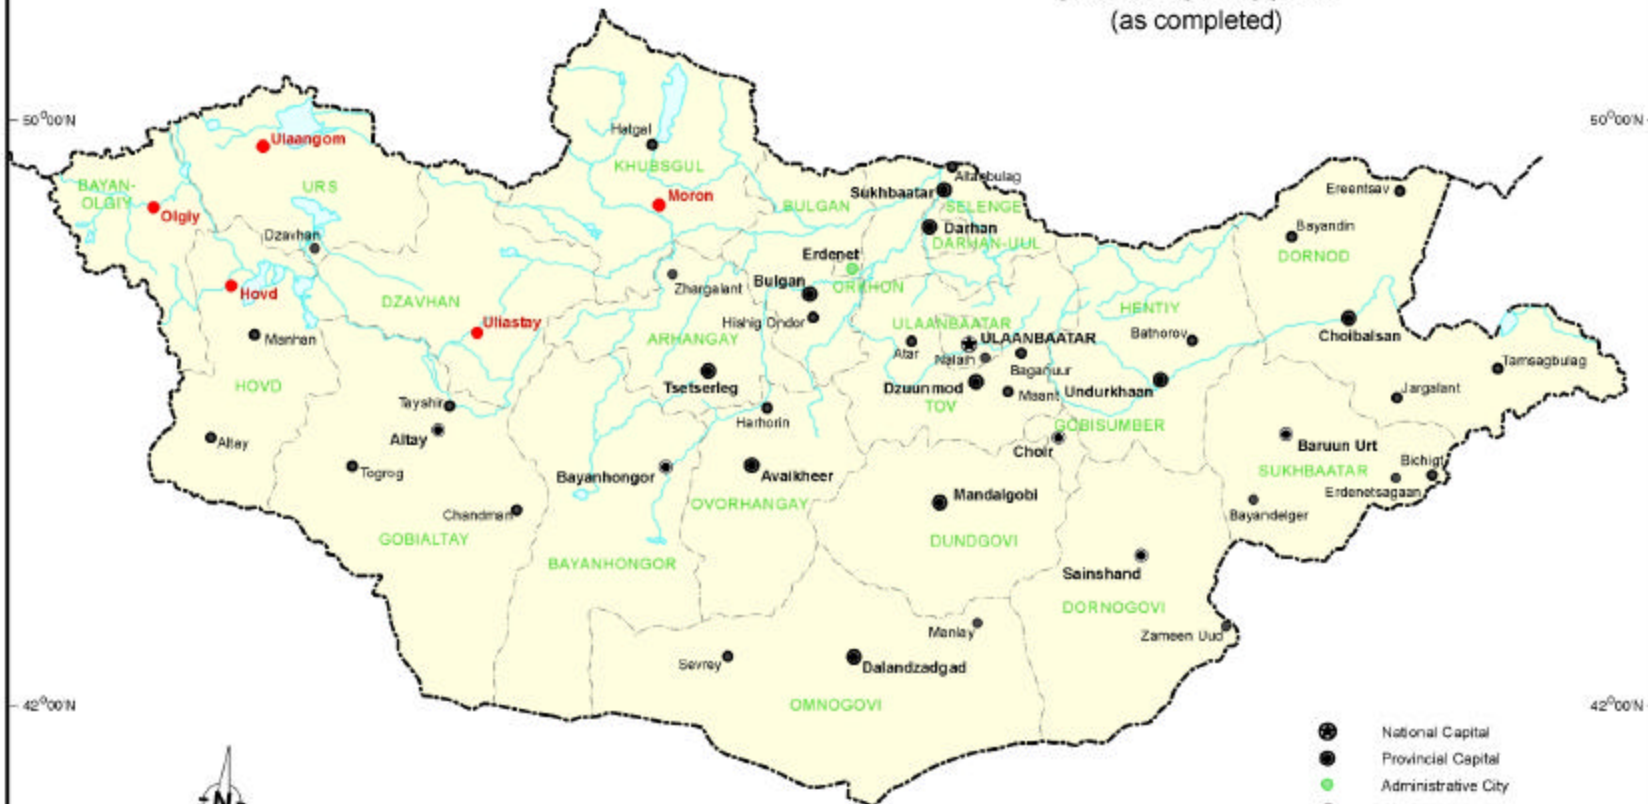 (as completed)
50°00'N
50°00'N
Ulaangom
Hatgal
KHUBSGUL
Altanbulag
BAYAN-
OLGIY
URS
Moron
Sukhbaatar
SELENGE
Ereentsav
Olgiy
BULGAN
Darhan
Bayandin
Dzavhan
DARHAN-UUL
DORNOD
Erdenet
Hovd
Zhargalant
Bulgan
ORKHON
DZAVHAN
HENTIY
Uliastay
Hishig Ondor
ULAANBAATAR
Manhan
ARHANGAY
ULAANBAATAR
Batnorov
Choibalsan
Atar
Nalaih
Baganuur
Tamsagbulag
HOVD
Tsetserleg
Dzuunmod
Maant
Undurkhaan
Jargalant
Tayshir
TOV
Harhorin
GOBISUMBER
Altay
Altay
Choir
Baruun Urt
Togrog
Bayanhongor
Avaikheer
SUKHBAATAR
Bichigt
Mandalgobi
Erdenetsagaan
Chandman
OVORHANGAY
Bayandelger
GOBIALTAY
DUNDGOVI
BAYANHONGOR
Sainshand
DORNOGOVI
Manlay
Zameen Uud
Sevrey
Dalandzadgad
42°00'N
OMNOGOVI
42°00'N
National Capital
Provincial Capital
Administrative City
N